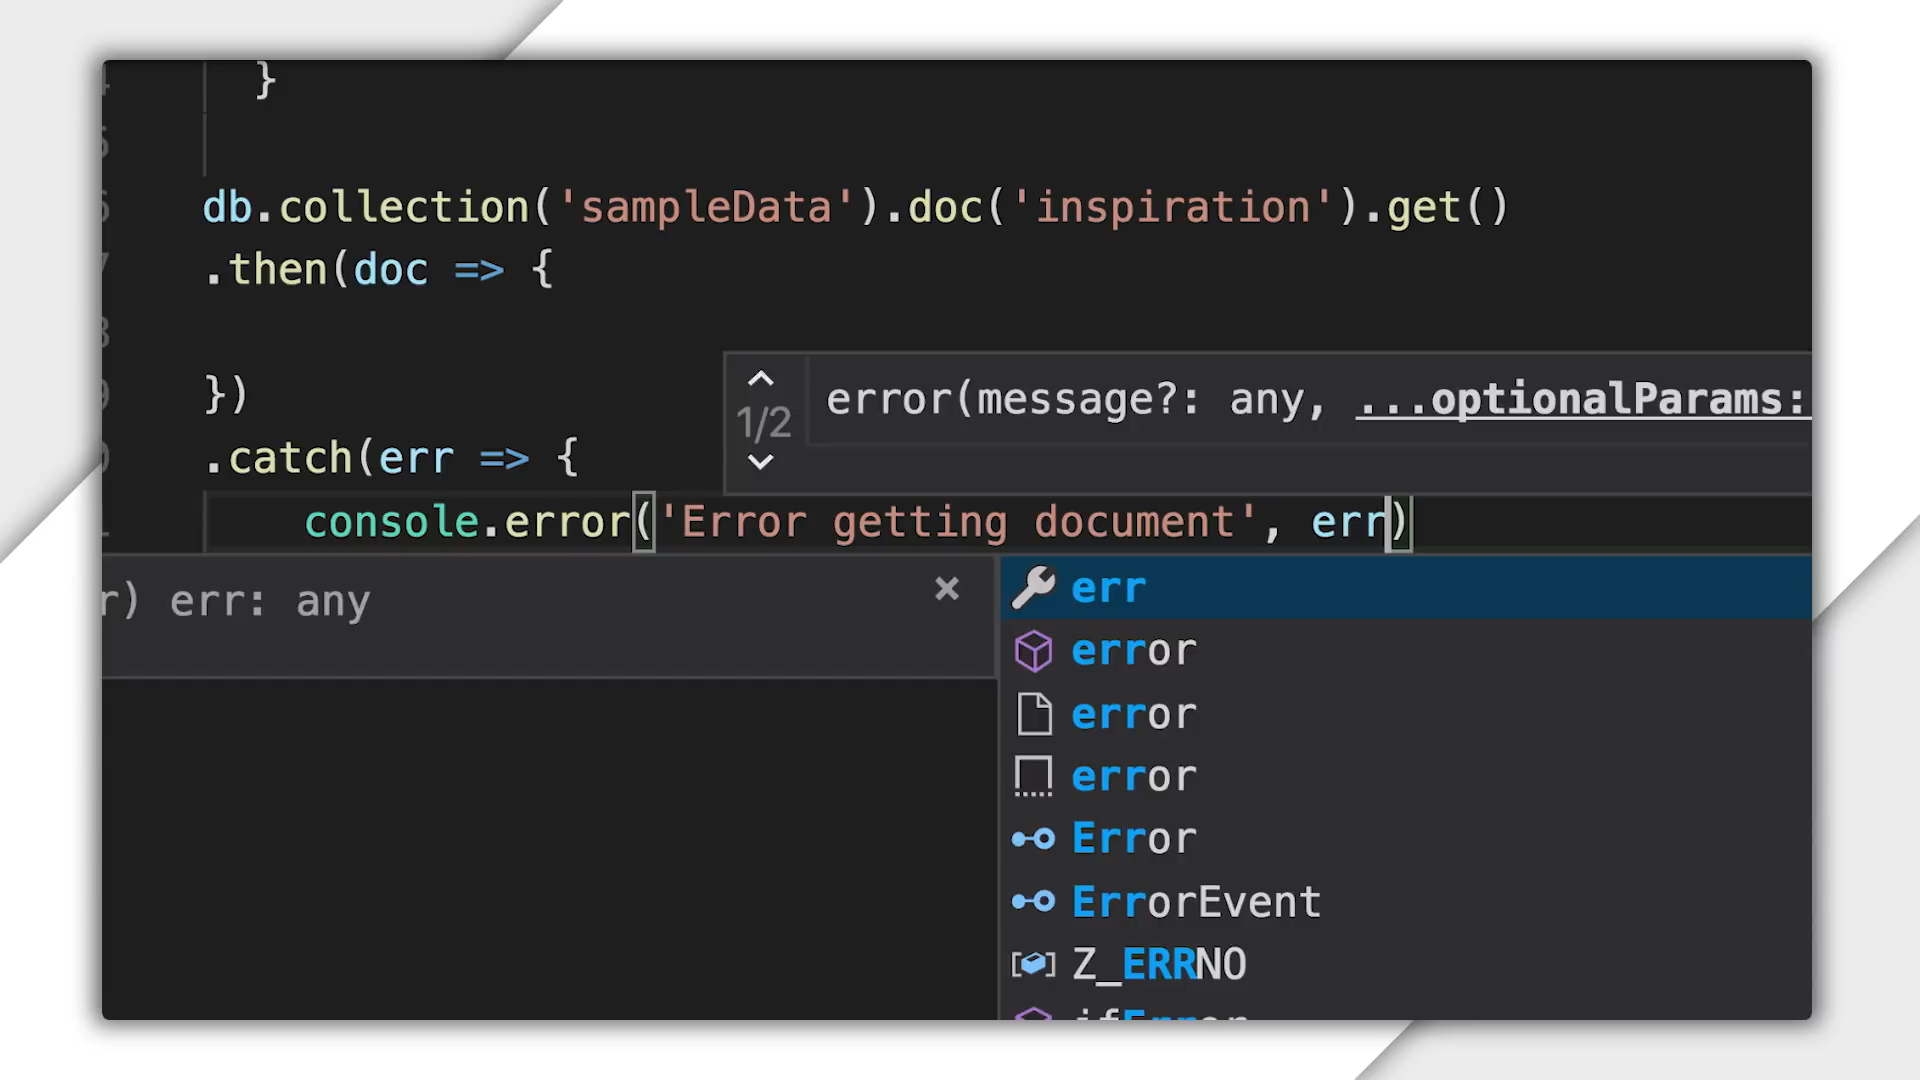 }
db.collection('sampleData').doc('inspiration').get()
.then(doc => {
})
.catch(err => {
console.error('Error getting document', err)
1/2
error(message?: any, ...optionalParams:
r) err: any
err
error
error
error
Error
ErrorEvent
Z_ERRNO
ifError